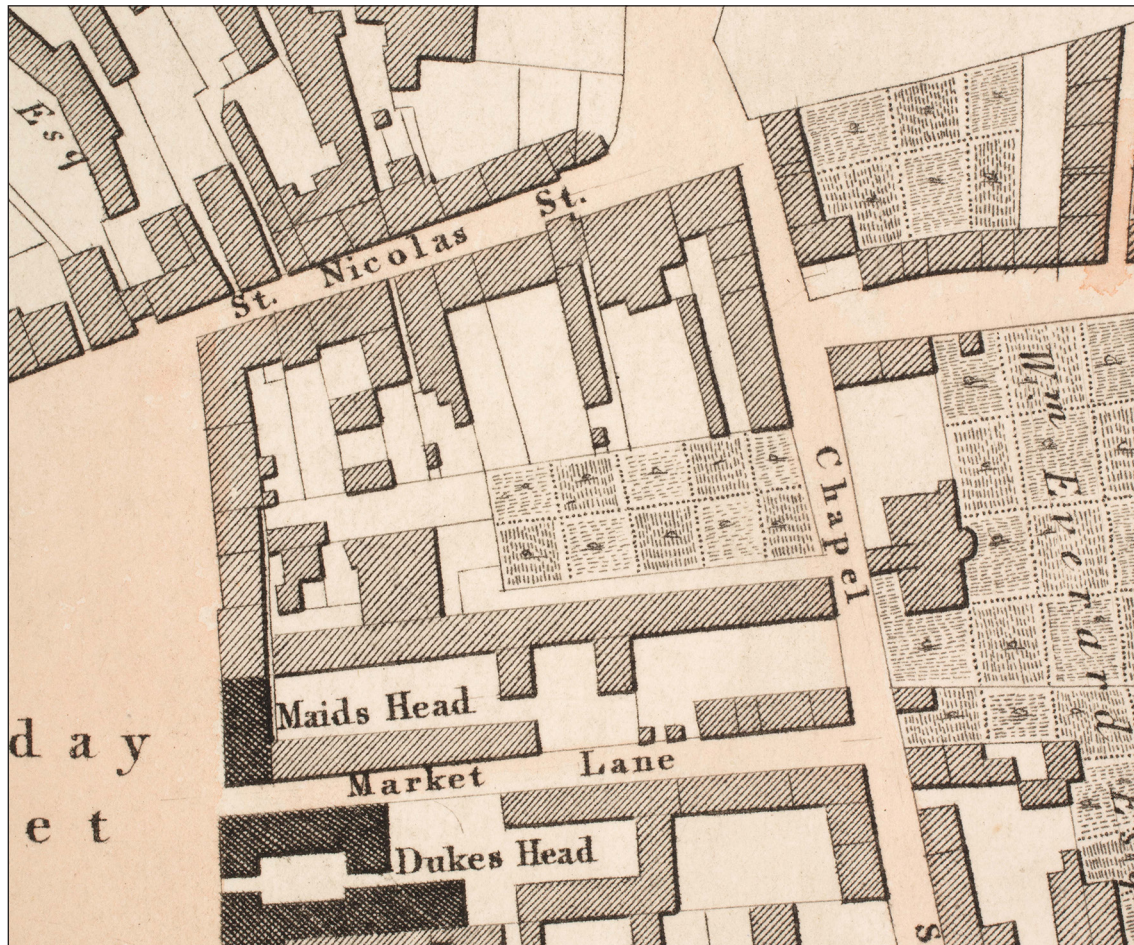 Esq
St. Nicolas St.
Chapel
Wm Everard Esq
day
et
Maids Head
Market Lane
Dukes Head
S